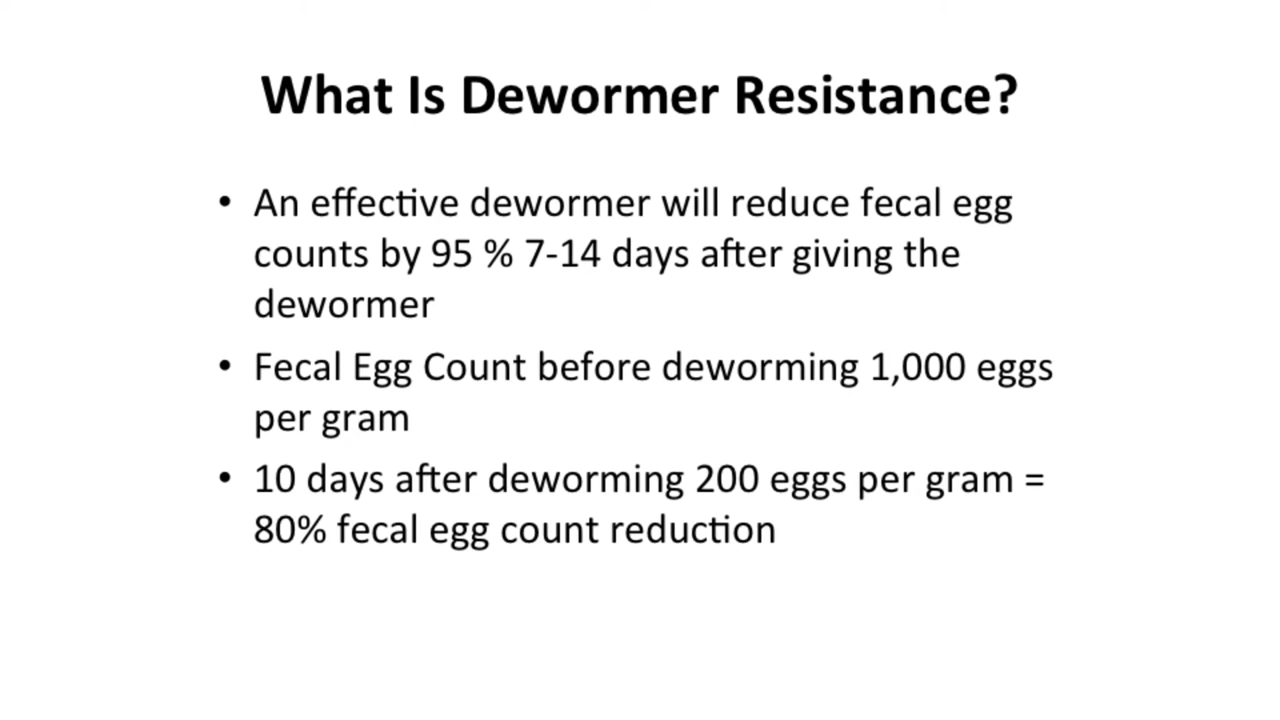 What Is Dewormer Resistance?
• An effective dewormer will reduce fecal egg
counts by 95 % 7-14 days after giving the
dewormer
• Fecal Egg Count before deworming 1,000 eggs
per gram
• 10 days after deworming 200 eggs per gram =
80% fecal egg count reduction